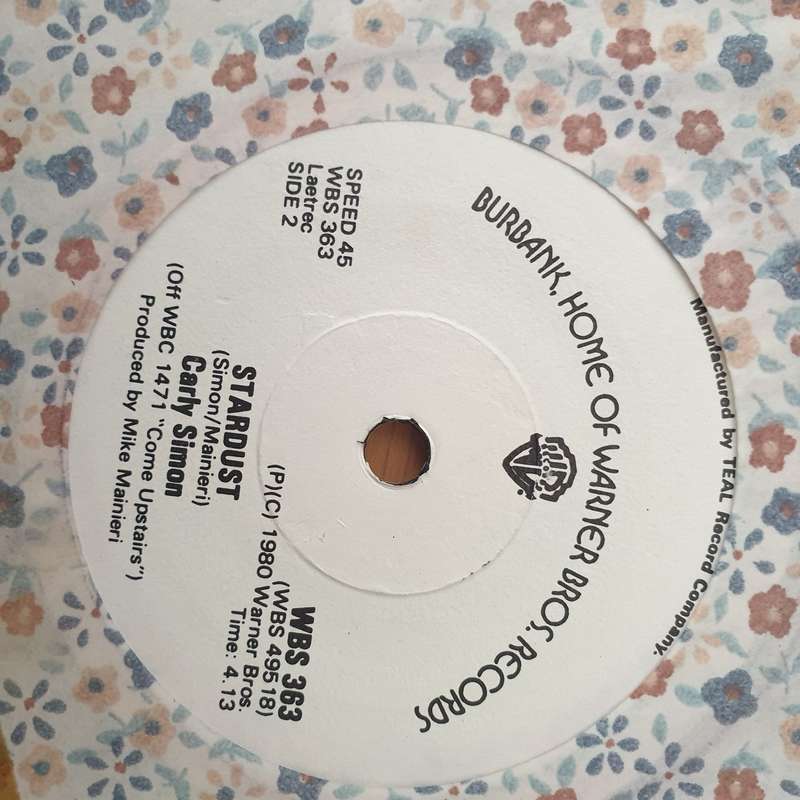 Manufactured by TEAL Record Company.
BURBANK, HOME OF WARNER BROS. RECORDS
SPEED 45
WBS 363
Laetrec
SIDE 2
WBS 363
(WBS 49518)
(P)(C) 1980 Warner Bros.
Time: 4.13
STARDUST
(Simon/Mainieri)
Carly Simon
(Off WBC 1471 "Come Upstairs")
Produced by Mike Mainieri